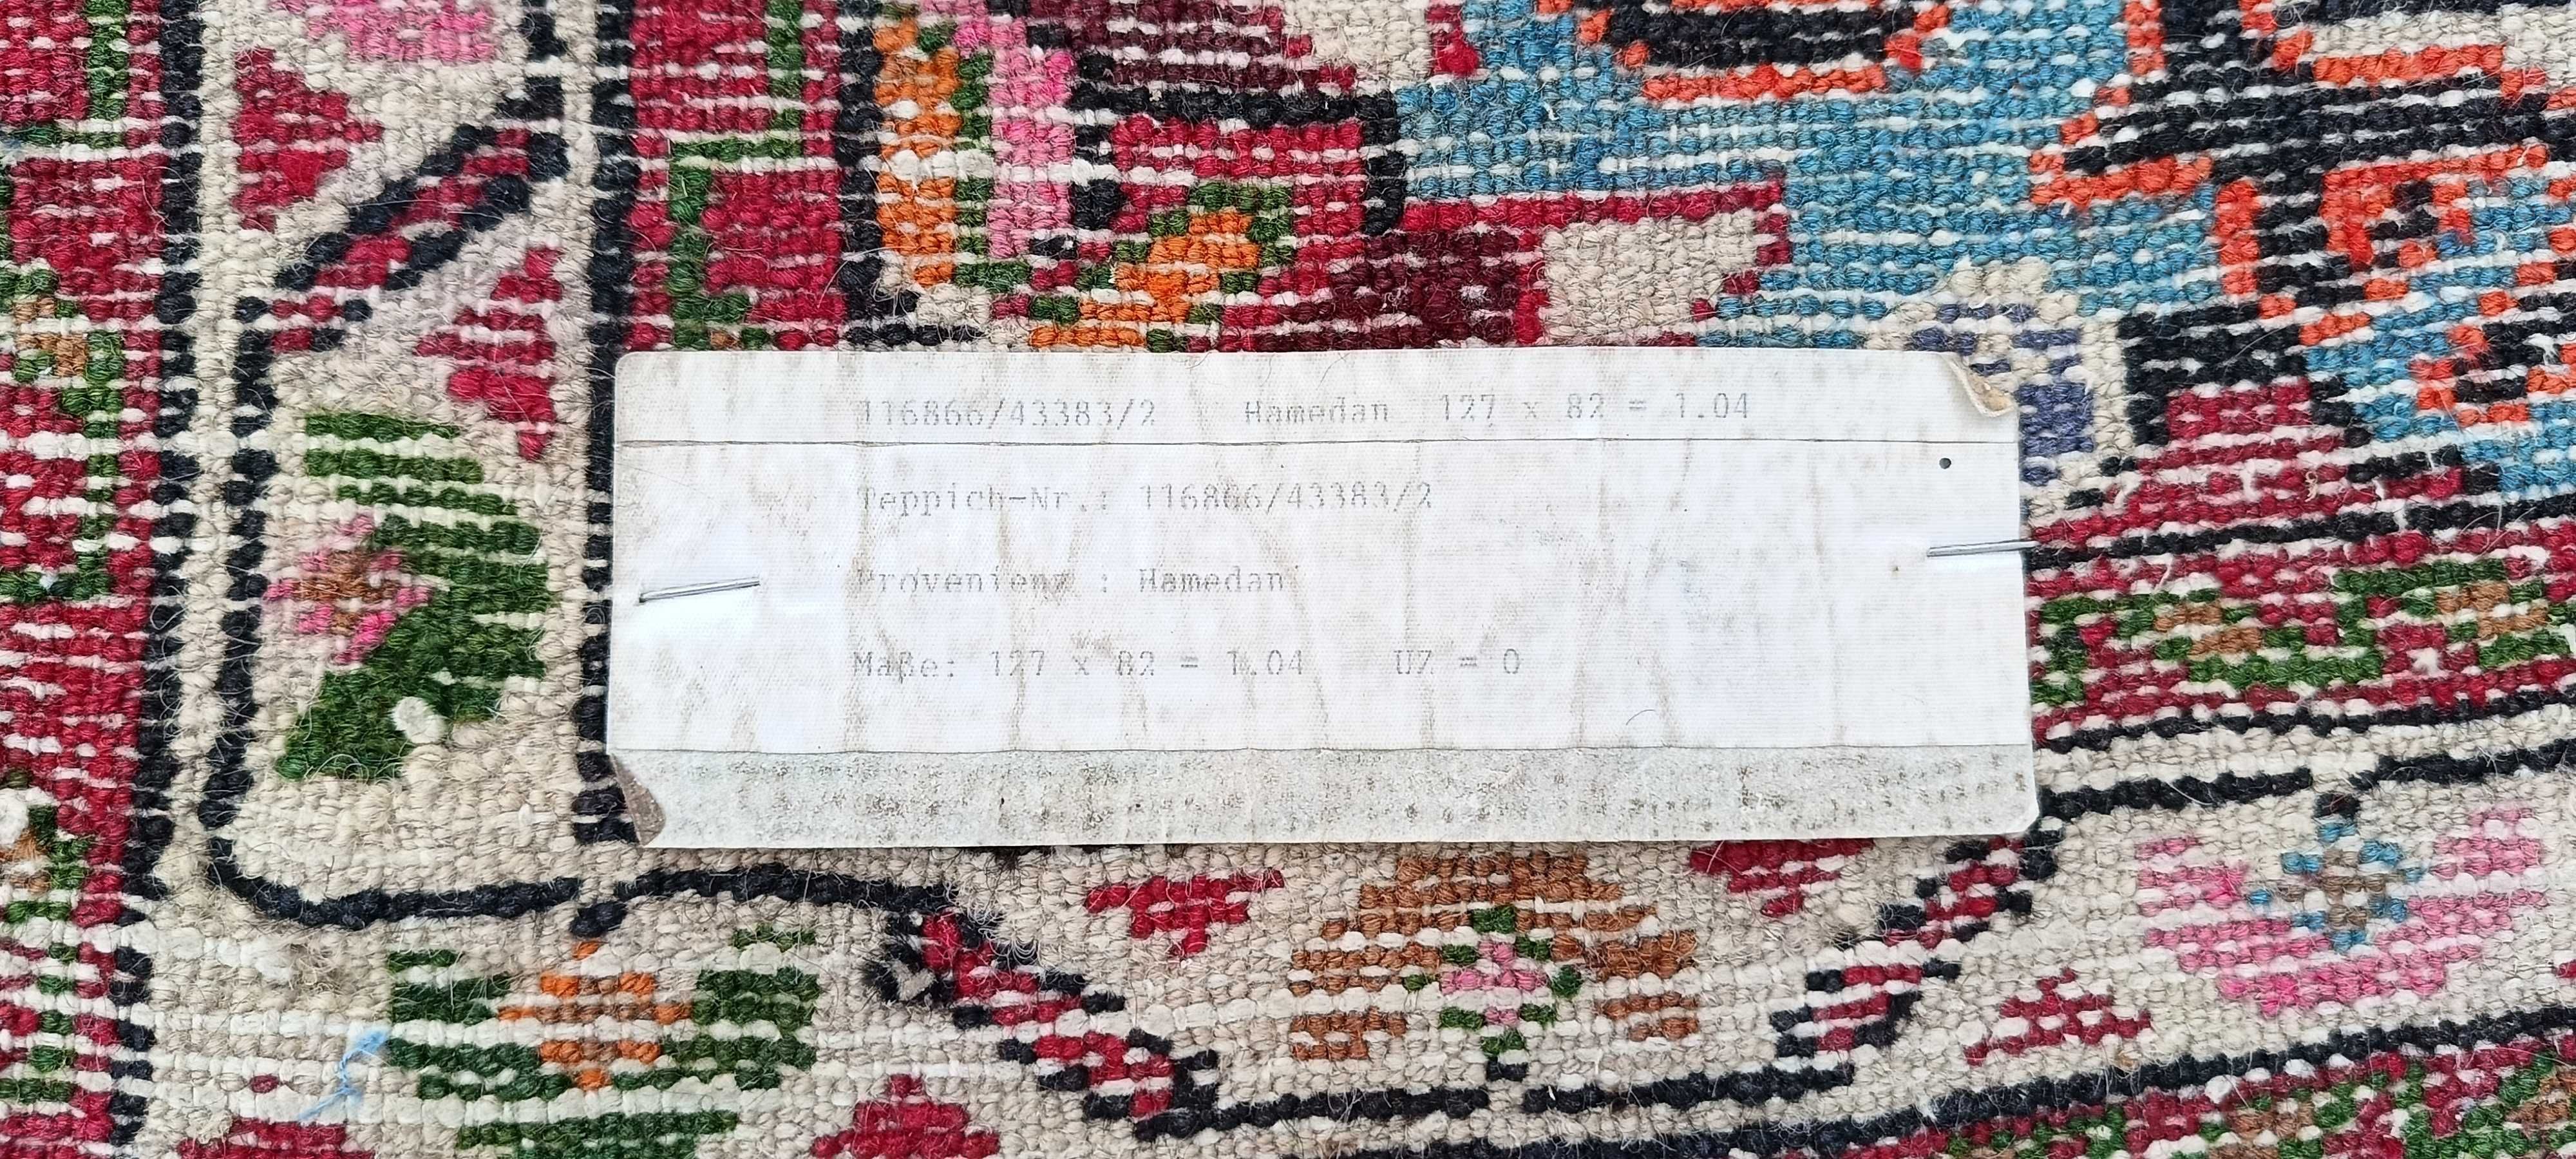 116866/43383/2 Hamedan 127 x 82 = 1.04
Teppich-Nr.: 116866/43383/2
Provenienz : Hamedan
Maße: 127 x 82 = 1.04 UZ = 0